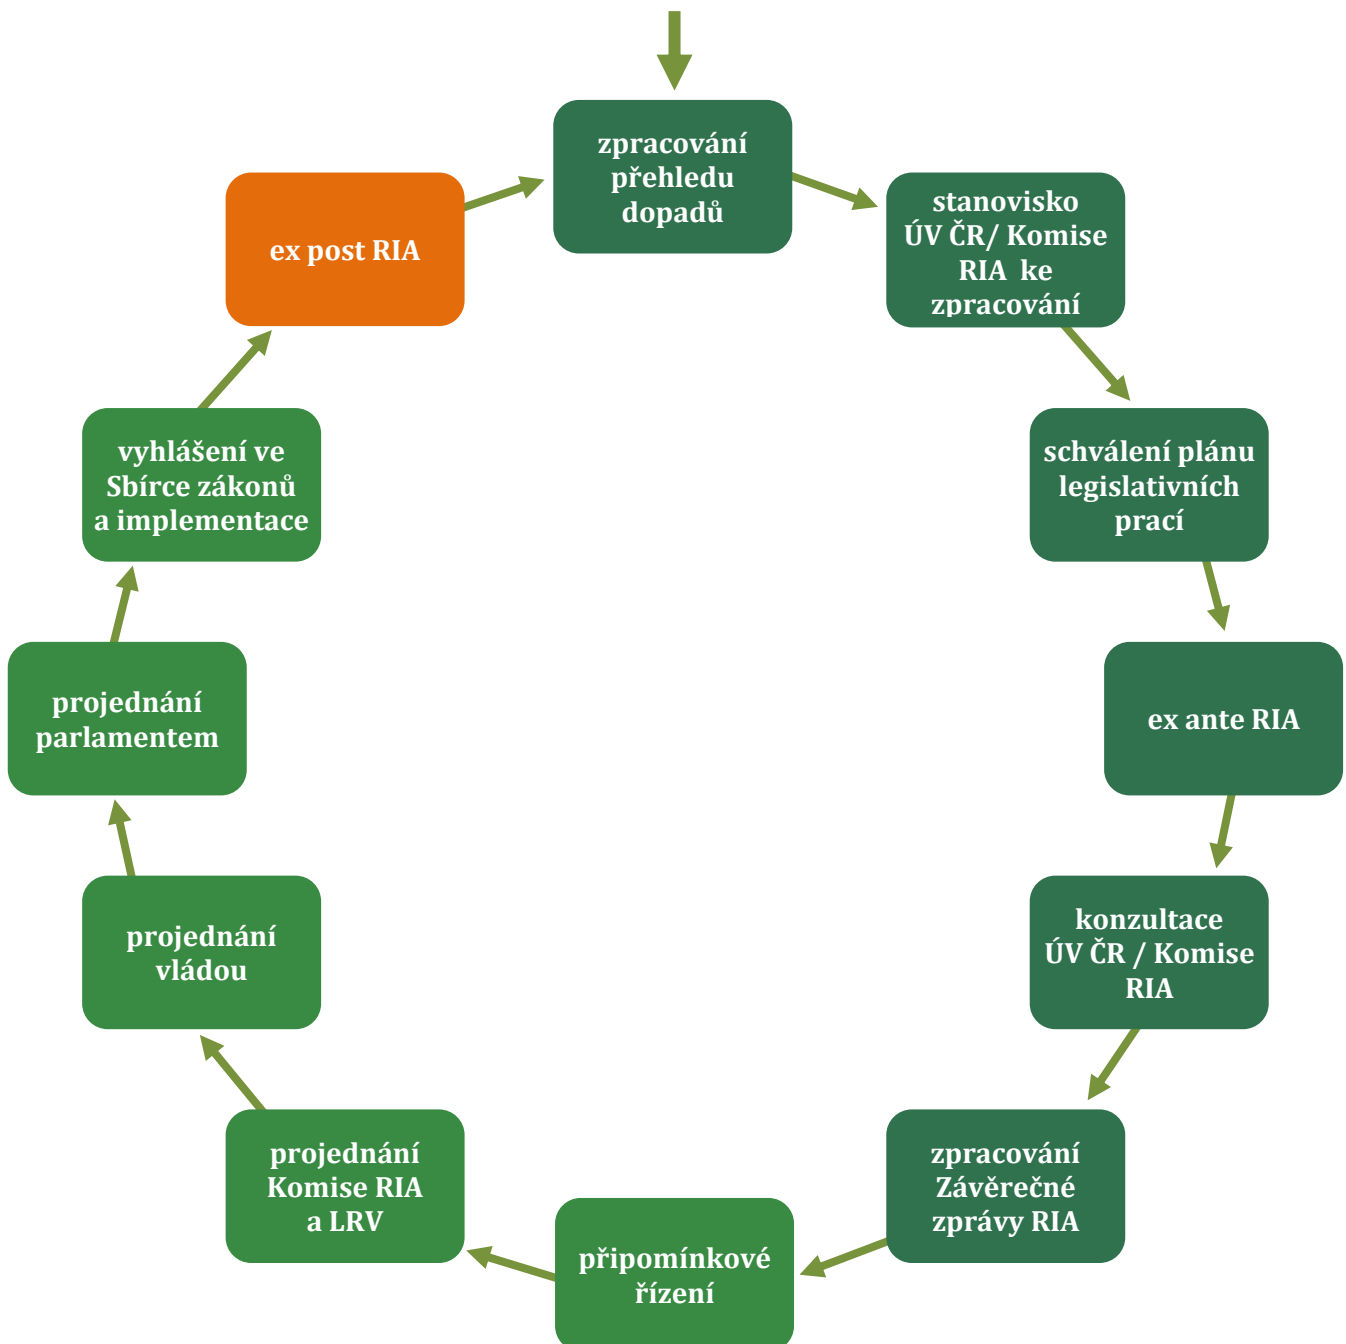 zpracování
přehledu
dopadů
stanovisko
ÚV ČR/ Komise
RIA ke
zpracování
schválení plánu
legislativních
prací
ex ante RIA
konzultace
ÚV ČR / Komise
RIA
zpracování
Závěrečné
zprávy RIA
připomínkové
řízení
projednání
Komise RIA
a LRV
projednání
vládou
projednání
parlamentem
vyhlášení ve
Sbírce zákonů
a implementace
ex post RIA